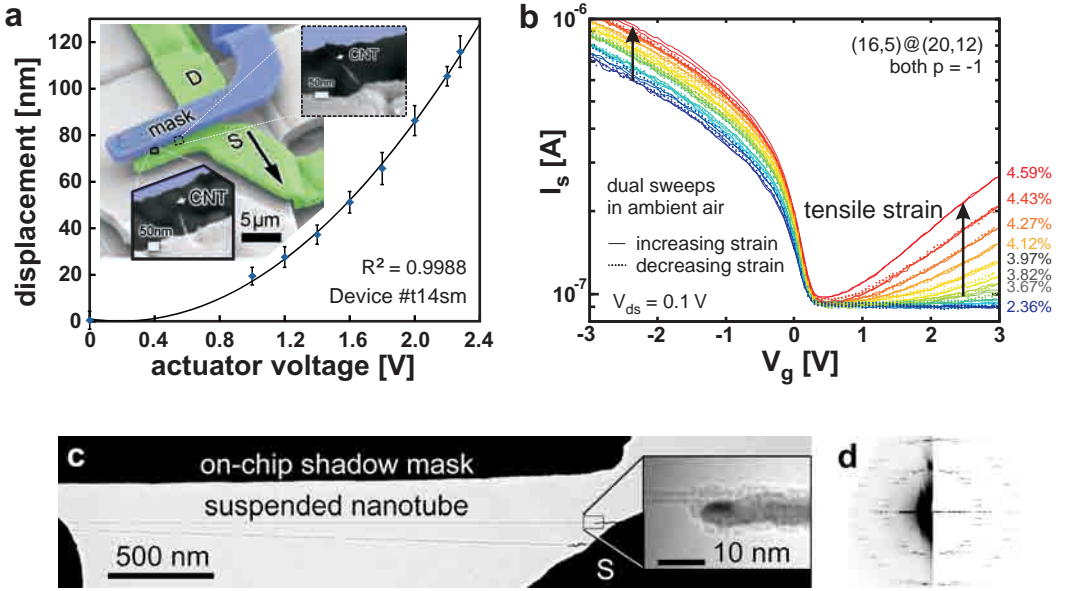 a
displacement [nm]
120
100
80
60
40
20
0
0
0.4
0.8
1.2
1.6
2.0
2.4
actuator voltage [V]
D
mask
S
CNT
50nm
CNT
50nm
5µm
R² = 0.9988
Device #t14sm
b
I_s [A]
10⁻⁶
10⁻⁷
(16,5)@(20,12)
both p = -1
dual sweeps
in ambient air
increasing strain
decreasing strain
V_ds = 0.1 V
tensile strain
4.59%
4.43%
4.27%
4.12%
3.97%
3.82%
3.67%
2.36%
-3
-2
-1
0
1
2
3
V_g [V]
c
on-chip shadow mask
suspended nanotube
500 nm
S
10 nm
d